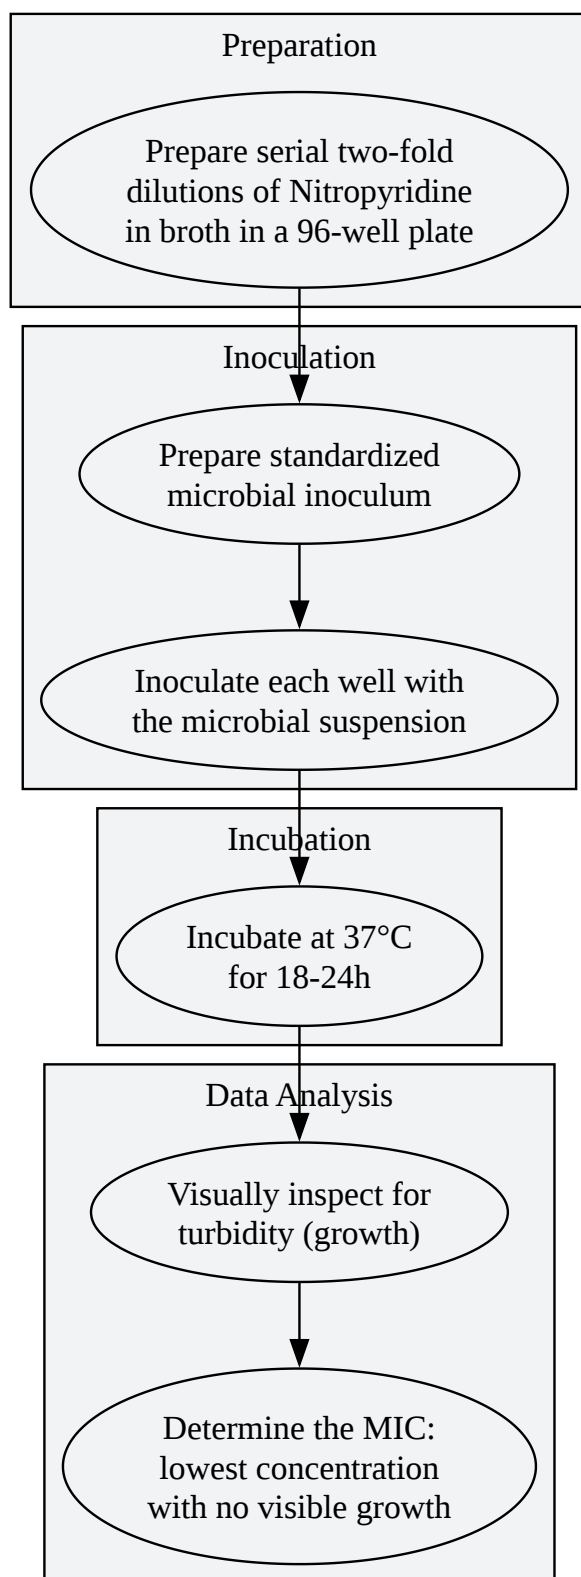 Preparation
Prepare serial two-fold
dilutions of Nitropyridine
in broth in a 96-well plate
Inoculation
Prepare standardized
microbial inoculum
Inoculate each well with
the microbial suspension
Incubation
Incubate at 37°C
for 18-24h
Data Analysis
Visually inspect for
turbidity (growth)
Determine the MIC:
lowest concentration
with no visible growth